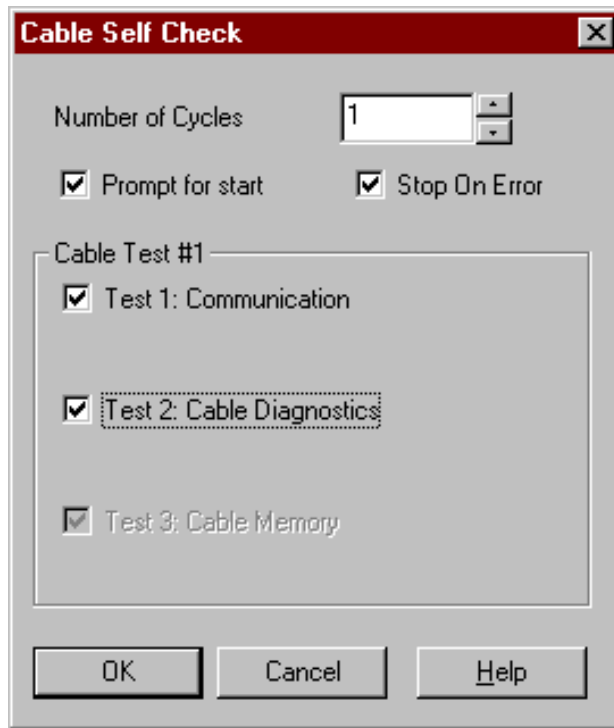 Cable Self Check
Number of Cycles 1
Prompt for start Stop On Error
Cable Test #1
Test 1: Communication
Test 2: Cable Diagnostics
Test 3: Cable Memory
OK Cancel Help